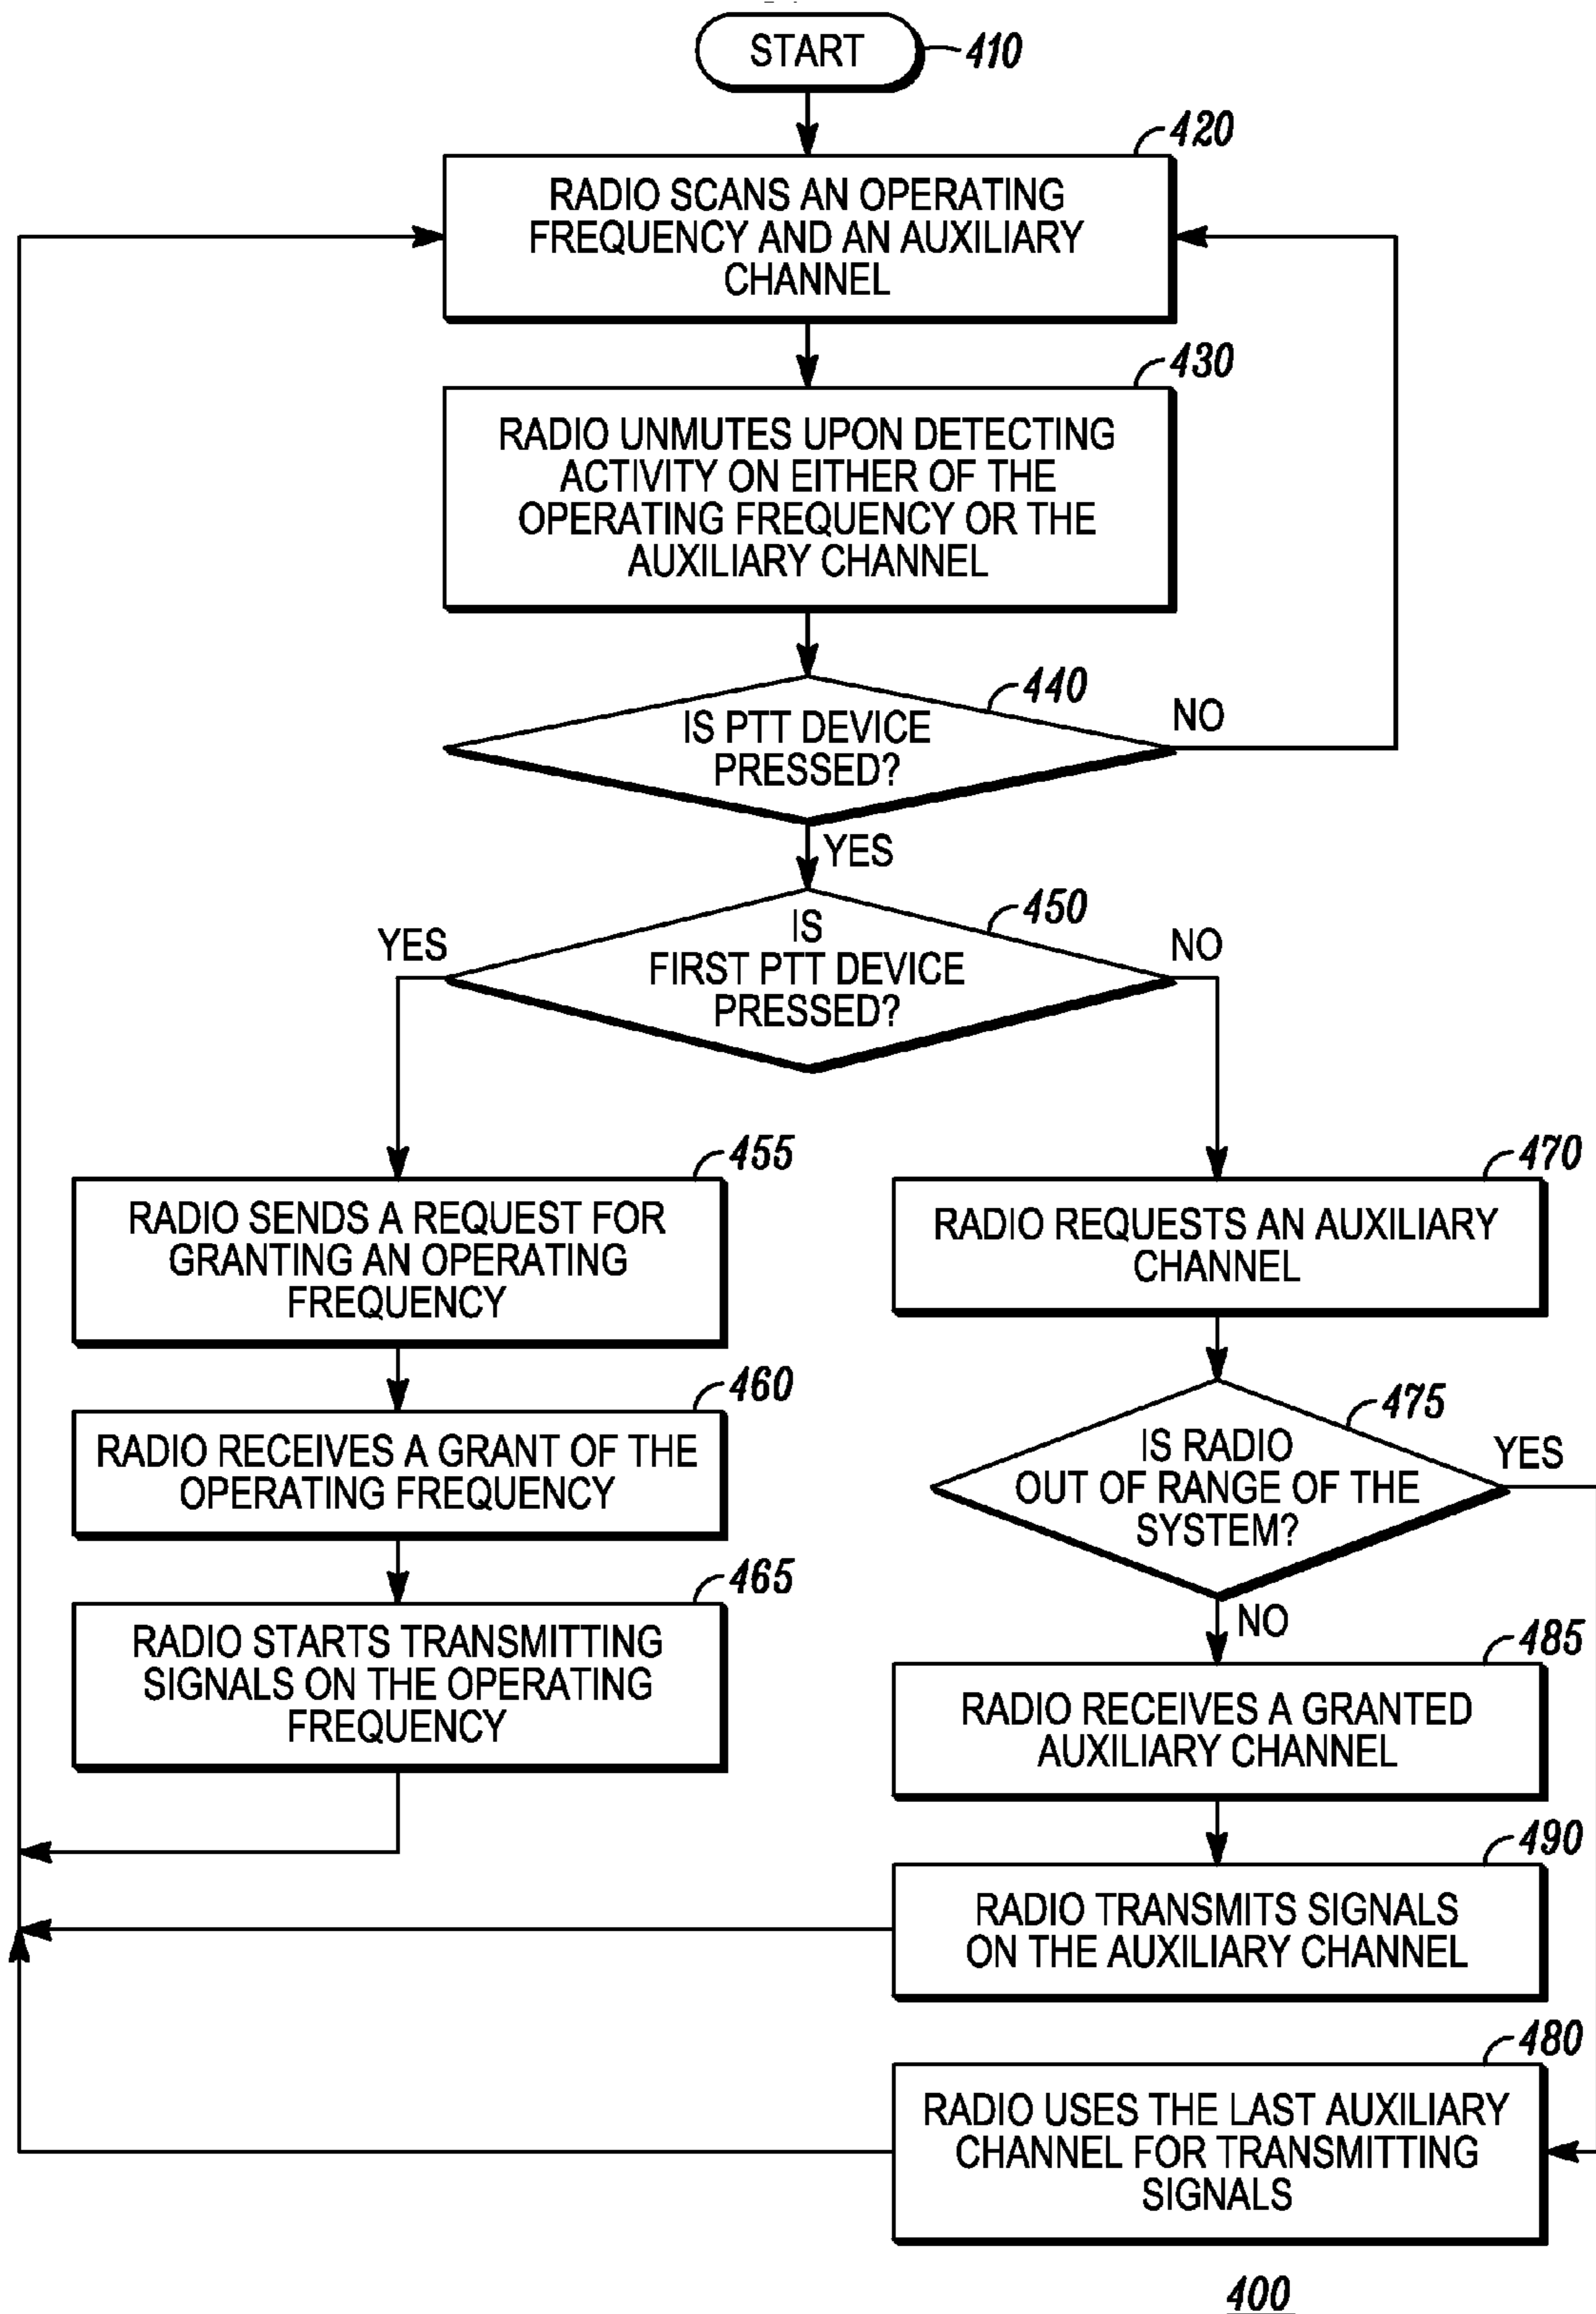 START
410
420
RADIO SCANS AN OPERATING
FREQUENCY AND AN AUXILIARY
CHANNEL
430
RADIO UNMUTES UPON DETECTING
ACTIVITY ON EITHER OF THE
OPERATING FREQUENCY OR THE
AUXILIARY CHANNEL
440
IS PTT DEVICE
PRESSED?
NO
YES
450
IS
FIRST PTT DEVICE
PRESSED?
YES
NO
455
RADIO SENDS A REQUEST FOR
GRANTING AN OPERATING
FREQUENCY
460
RADIO RECEIVES A GRANT OF THE
OPERATING FREQUENCY
465
RADIO STARTS TRANSMITTING
SIGNALS ON THE OPERATING
FREQUENCY
470
RADIO REQUESTS AN AUXILIARY
CHANNEL
475
IS RADIO
OUT OF RANGE OF THE
SYSTEM?
YES
NO
485
RADIO RECEIVES A GRANTED
AUXILIARY CHANNEL
490
RADIO TRANSMITS SIGNALS
ON THE AUXILIARY CHANNEL
480
RADIO USES THE LAST AUXILIARY
CHANNEL FOR TRANSMITTING
SIGNALS
400